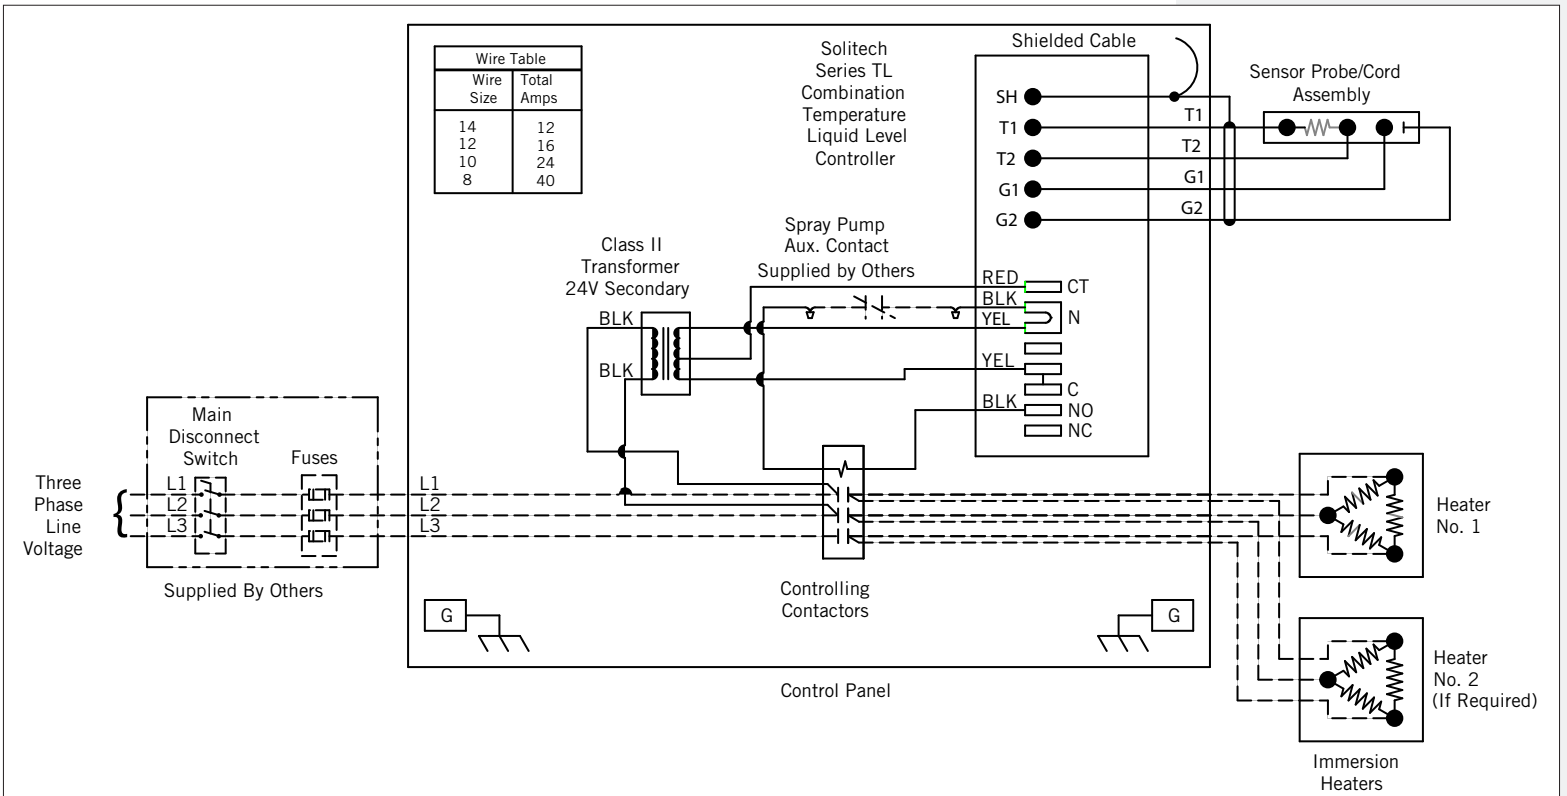 Wire Table
Wire Size
Total Amps
14 12
12 16
10 24
8 40
Solitech
Series TL
Combination
Temperature
Liquid Level
Controller
Shielded Cable
SH
T1
T2
G1
G2
T1
T2
G1
G2
Sensor Probe/Cord
Assembly
Spray Pump
Aux. Contact
Supplied by Others
Class II
Transformer
24V Secondary
BLK
BLK
RED
BLK
YEL
YEL
BLK
CT
N
C
NO
NC
Main
Disconnect
Switch
Fuses
Three
Phase
Line
Voltage
L1
L2
L3
L1
L2
L3
Supplied By Others
Controlling
Contactors
G
G
Control Panel
Heater
No. 1
Heater
No. 2
(If Required)
Immersion
Heaters